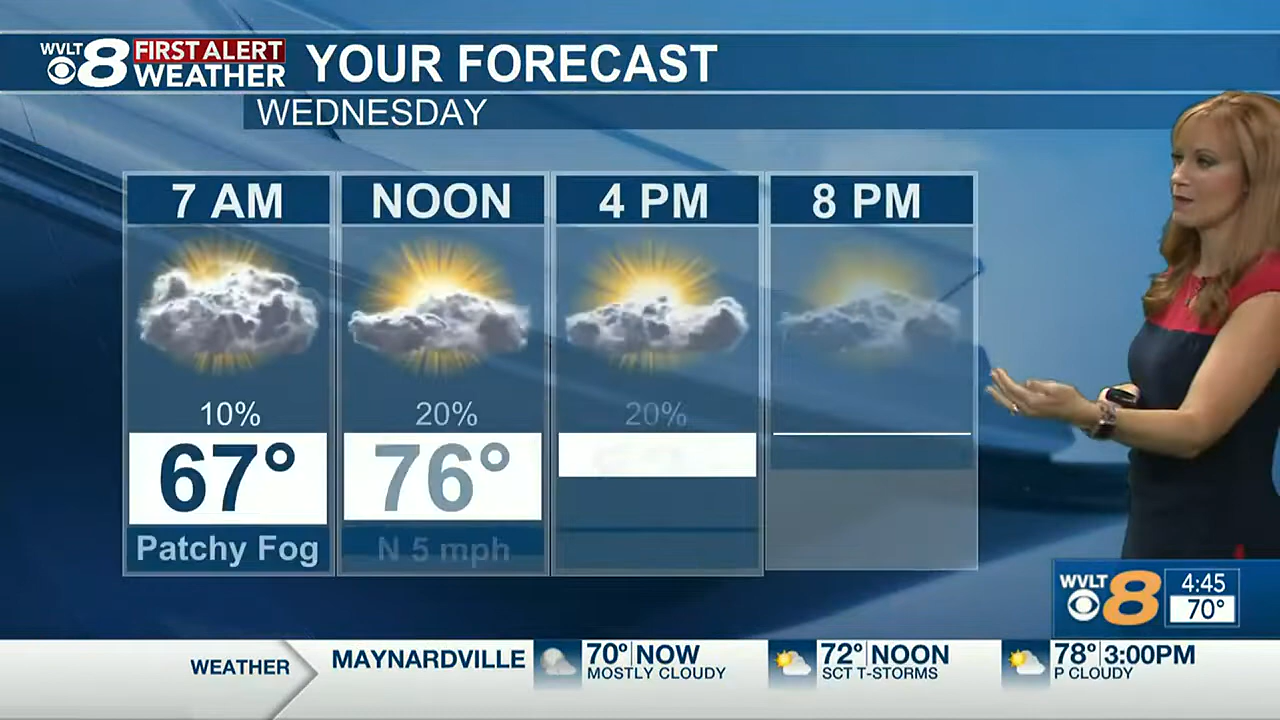 WVLT 8 FIRST ALERT WEATHER
YOUR FORECAST
WEDNESDAY
7 AM
NOON
4 PM
8 PM
10%
20%
20%
67°
76°
Patchy Fog
N 5 mph
WVLT 8
4:45
70°
WEATHER
MAYNARDVILLE
70° NOW
MOSTLY CLOUDY
72° NOON
SCT T-STORMS
78° 3:00PM
P CLOUDY